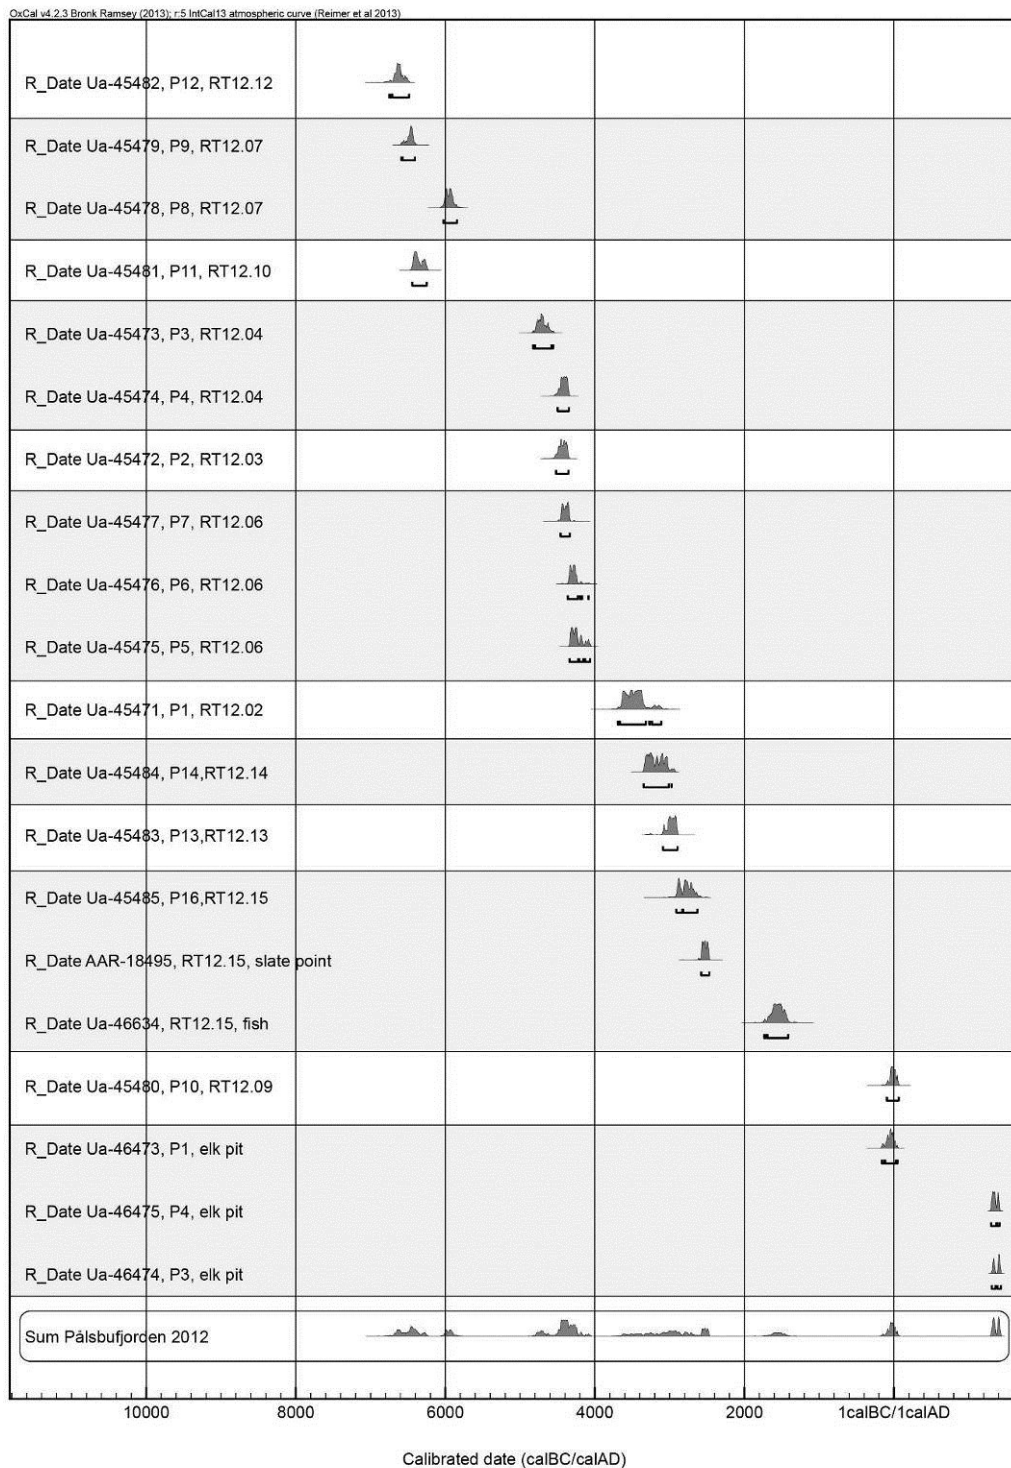 OxCal v4.2.3 Bronk Ramsey (2013); r:5 IntCal13 atmospheric curve (Reimer et al 2013)
R_Date Ua-45482, P12, RT12.12
R_Date Ua-45479, P9, RT12.07
R_Date Ua-45478, P8, RT12.07
R_Date Ua-45481, P11, RT12.10
R_Date Ua-45473, P3, RT12.04
R_Date Ua-45474, P4, RT12.04
R_Date Ua-45472, P2, RT12.03
R_Date Ua-45477, P7, RT12.06
R_Date Ua-45476, P6, RT12.06
R_Date Ua-45475, P5, RT12.06
R_Date Ua-45471, P1, RT12.02
R_Date Ua-45484, P14,RT12.14
R_Date Ua-45483, P13,RT12.13
R_Date Ua-45485, P16,RT12.15
R_Date AAR-18495, RT12.15, slate point
R_Date Ua-46634, RT12.15, fish
R_Date Ua-45480, P10, RT12.09
R_Date Ua-46473, P1, elk pit
R_Date Ua-46475, P4, elk pit
R_Date Ua-46474, P3, elk pit
Sum Pålsbufjorden 2012
10000 8000 6000 4000 2000 1calBC/1calAD
Calibrated date (calBC/calAD)